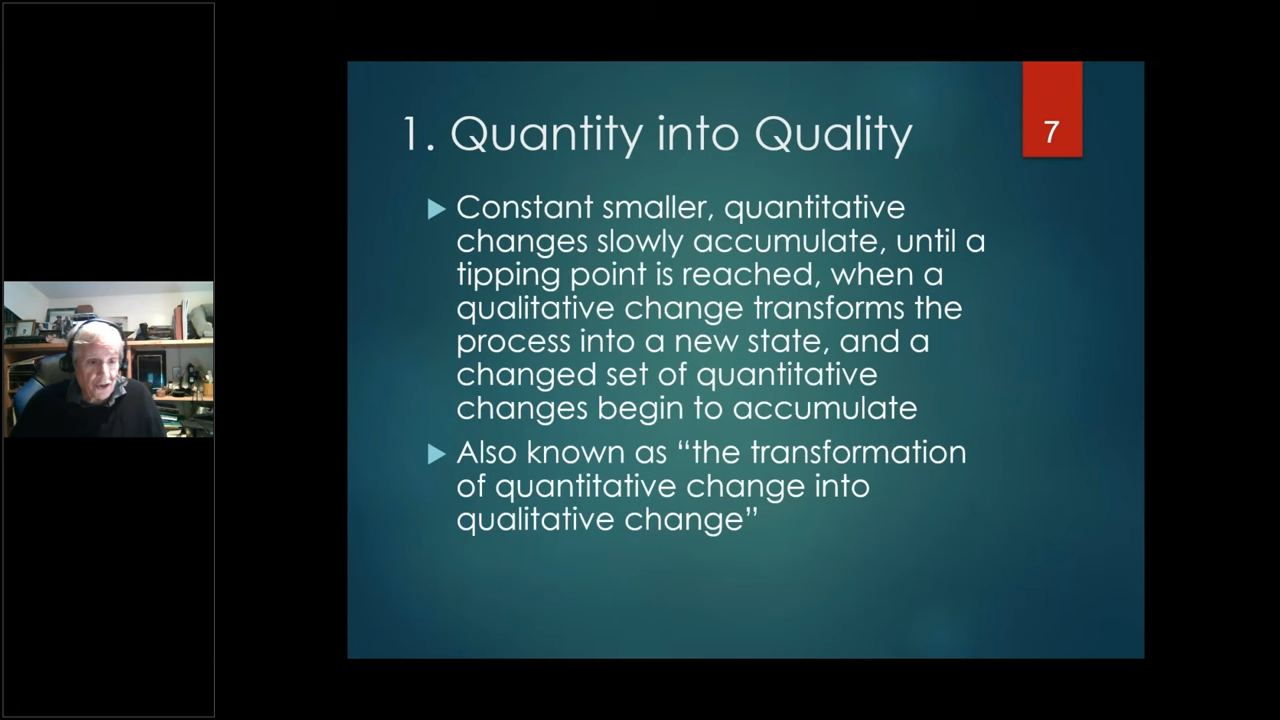 1. Quantity into Quality
7
Constant smaller, quantitative
changes slowly accumulate, until a
tipping point is reached, when a
qualitative change transforms the
process into a new state, and a
changed set of quantitative
changes begin to accumulate
Also known as “the transformation
of quantitative change into
qualitative change”